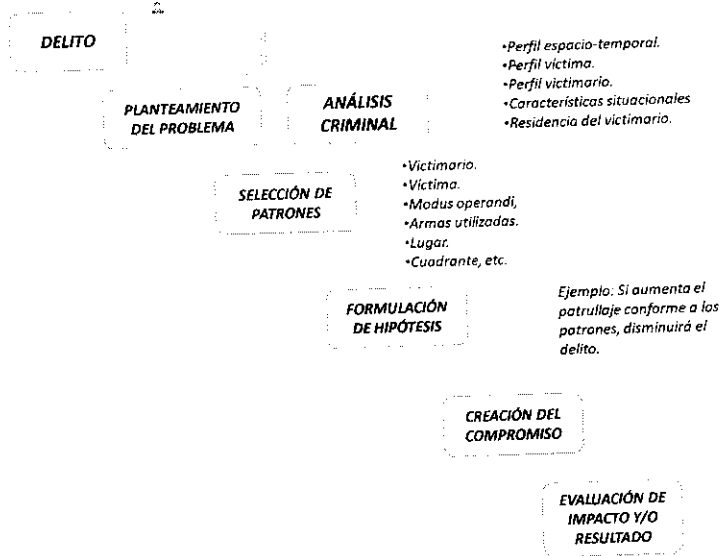 DELITO
•Perfil espacio-temporal.
•Perfil víctima.
•Perfil victimario.
•Características situacionales
•Residencia del victimario.
PLANTEAMIENTO
DEL PROBLEMA
ANÁLISIS
CRIMINAL
SELECCIÓN DE
PATRONES
•Victimario.
•Víctima.
•Modus operandi,
•Armas utilizadas.
•Lugar.
•Cuadrante, etc.
FORMULACIÓN
DE HIPÓTESIS
Ejemplo: Si aumenta el
patrullaje conforme a los
patrones, disminuirá el
delito.
CREACIÓN DEL
COMPROMISO
EVALUACIÓN DE
IMPACTO Y/O
RESULTADO